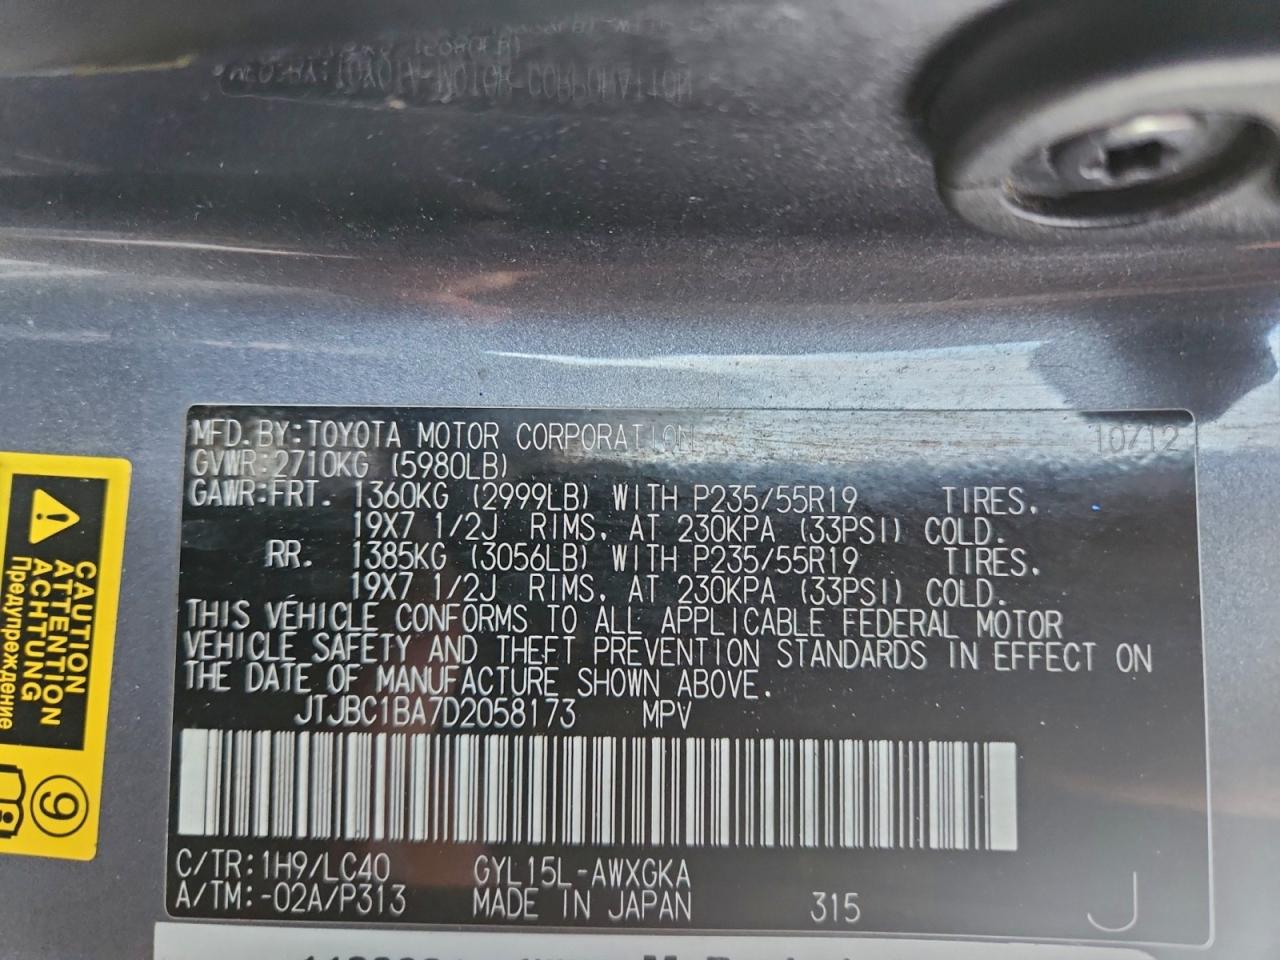 MFD.BY:TOYOTA MOTOR CORPORATION 10/12
GVWR:2710KG (5980LB)
GAWR:FRT. 1360KG (2999LB) WITH P235/55R19 TIRES,
19X7 1/2J RIMS, AT 230KPA (33PSI) COLD.
RR. 1385KG (3056LB) WITH P235/55R19 TIRES,
19X7 1/2J RIMS, AT 230KPA (33PSI) COLD.
THIS VEHICLE CONFORMS TO ALL APPLICABLE FEDERAL MOTOR
VEHICLE SAFETY AND THEFT PREVENTION STANDARDS IN EFFECT ON
THE DATE OF MANUFACTURE SHOWN ABOVE.
JTJBC1BA7D2058173 MPV
C/TR:1H9/LC40 GYL15L-AWXGKA
A/TM:-02A/P313 MADE IN JAPAN 315 J
CAUTION
ATTENTION
ACHTUNG
Предупреждение
9